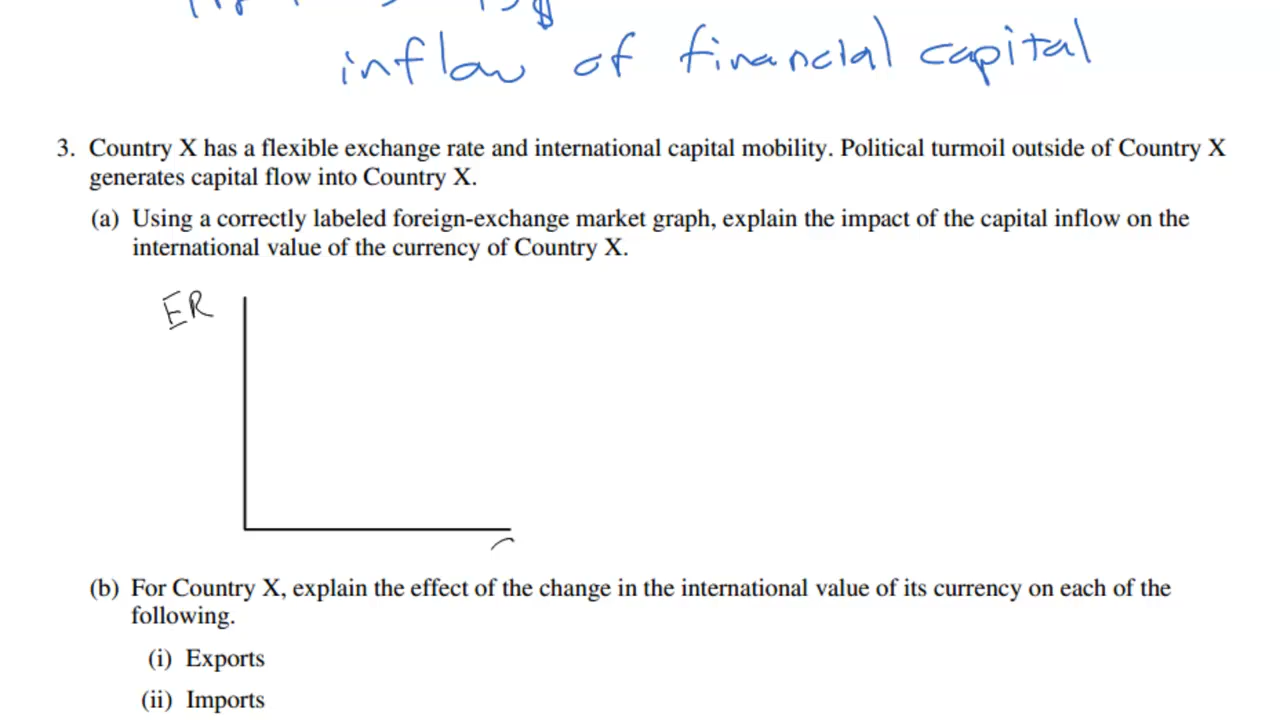 inflow of financial capital
3. Country X has a flexible exchange rate and international capital mobility. Political turmoil outside of Country X
generates capital flow into Country X.
(a) Using a correctly labeled foreign-exchange market graph, explain the impact of the capital inflow on the
international value of the currency of Country X.
ER
(b) For Country X, explain the effect of the change in the international value of its currency on each of the
following.
(i) Exports
(ii) Imports